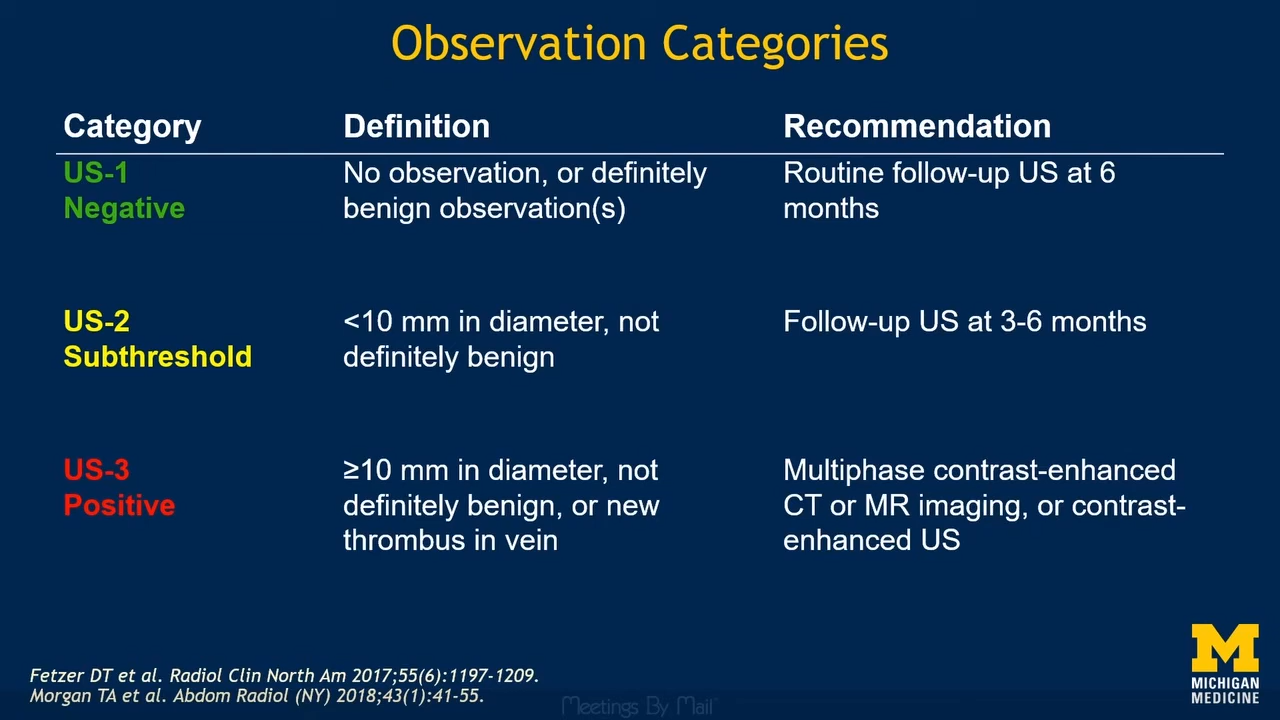 Observation Categories
Category Definition Recommendation
US-1 No observation, or definitely Routine follow-up US at 6
Negative benign observation(s) months
US-2 <10 mm in diameter, not Follow-up US at 3-6 months
Subthreshold definitely benign
US-3 ≥10 mm in diameter, not Multiphase contrast-enhanced
Positive definitely benign, or new CT or MR imaging, or contrast-
thrombus in vein enhanced US
Fetzer DT et al. Radiol Clin North Am 2017;55(6):1197-1209.
Morgan TA et al. Abdom Radiol (NY) 2018;43(1):41-55.
Meetings By Mail
M
MICHIGAN
MEDICINE